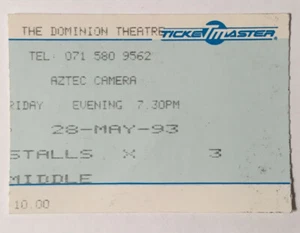 THE DOMINION THEATRE
TICKETMASTER
TEL: 071 580 9562
AZTEC CAMERA
RIDAY EVENING 7.30PM
28-MAY-93
STALLS X 3
MIDDLE
10.00